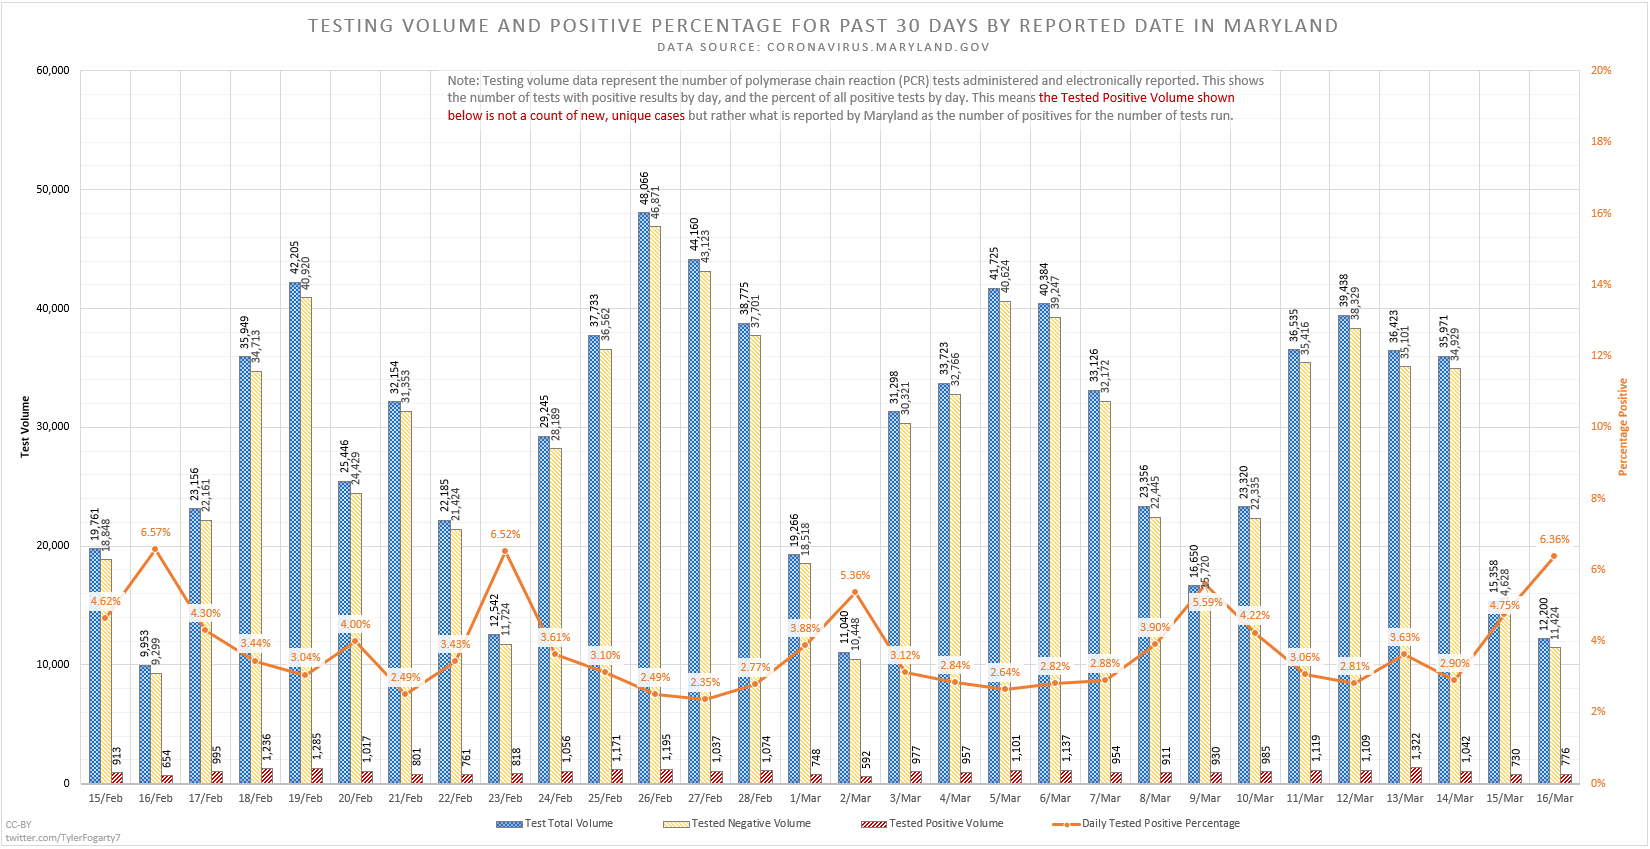 TESTING VOLUME AND POSITIVE PERCENTAGE FOR PAST 30 DAYS BY REPORTED DATE IN MARYLAND
DATA SOURCE: CORONAVIRUS.MARYLAND.GOV
Note: Testing volume data represent the number of polymerase chain reaction (PCR) tests administered and electronically reported. This shows
the number of tests with positive results by day, and the percent of all positive tests by day. This means the Tested Positive Volume shown
below is not a count of new, unique cases but rather what is reported by Maryland as the number of positives for the number of tests run.
60,000
50,000
40,000
30,000
20,000
10,000
0
Test Volume
20%
18%
16%
14%
12%
10%
8%
6%
4%
2%
0%
Percentage Positive
19,761 18,848 4.62% 913
9,953 9,299 6.57% 654
23,156 22,161 4.30% 995
35,949 34,713 3.44% 1,236
42,205 40,920 3.04% 1,285
25,446 24,429 4.00% 1,017
32,154 31,353 2.49% 801
22,185 21,424 3.43% 761
12,542 11,724 6.52% 818
29,245 28,189 3.61% 1,056
37,733 36,562 3.10% 1,171
48,066 46,871 2.49% 1,195
44,160 43,123 2.35% 1,037
38,775 37,701 2.77% 1,074
19,266 18,518 3.88% 748
11,040 10,448 5.36% 592
31,298 30,321 3.12% 977
33,723 32,766 2.84% 957
41,725 40,624 2.64% 1,101
40,384 39,247 2.82% 1,137
33,126 32,172 2.88% 954
23,356 22,445 3.90% 911
16,650 5.59% 930
23,320 22,335 4.22% 985
36,535 35,416 3.06% 1,119
39,438 38,329 2.81% 1,109
36,423 35,101 3.63% 1,322
35,971 34,929 2.90% 1,042
15,358 4.75% 730
12,200 11,424 6.36% 776
15/Feb 16/Feb 17/Feb 18/Feb 19/Feb 20/Feb 21/Feb 22/Feb 23/Feb 24/Feb 25/Feb 26/Feb 27/Feb 28/Feb 1/Mar 2/Mar 3/Mar 4/Mar 5/Mar 6/Mar 7/Mar 8/Mar 9/Mar 10/Mar 11/Mar 12/Mar 13/Mar 14/Mar 15/Mar 16/Mar
Test Total Volume Tested Negative Volume Tested Positive Volume Daily Tested Positive Percentage
CC-BY
twitter.com/TylerFogarty7